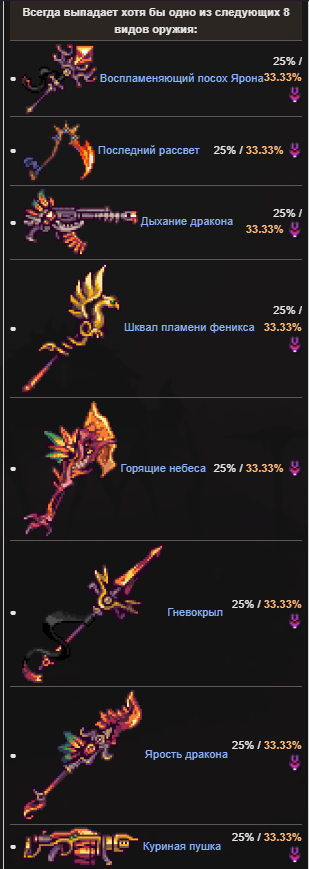 Всегда выпадает хотя бы одно из следующих 8
видов оружия:
25% /
Воспламеняющий посох Ярона 33.33%
Последний рассвет 25% / 33.33%
25% /
Дыхание дракона
33.33%
25% /
Шквал пламени феникса 33.33%
Горящие небеса 25% / 33.33%
25% / 33.33%
Гневокрыл
25% / 33.33%
Ярость дракона
25% / 33.33%
Куриная пушка